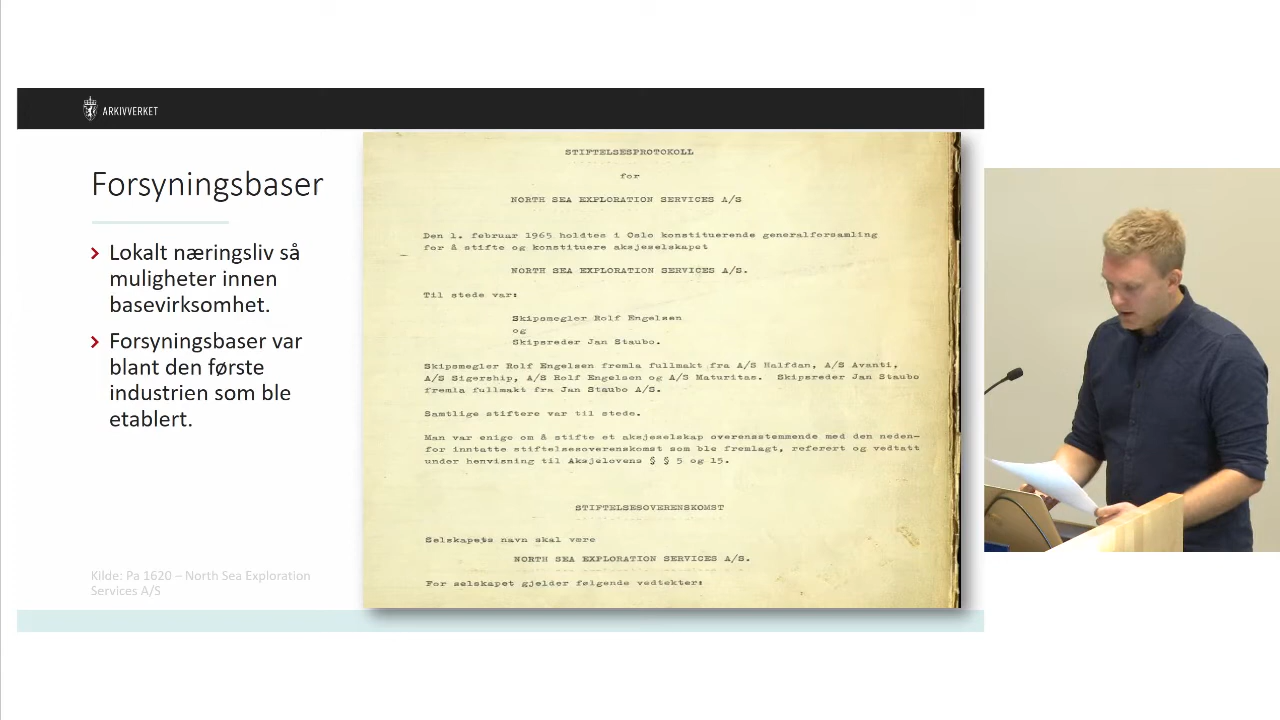 ARKIVVERKET
Forsyningsbaser
Lokalt næringsliv så
muligheter innen
basevirksomhet.
Forsyningsbaser var
blant den første
industrien som ble
etablert.
Kilde: Pa 1620 – North Sea Exploration
Services A/S
STIFTELSESPROTOKOLL
for
NORTH SEA EXPLORATION SERVICES A/S
Den 1. februar 1965 holdtes i Oslo konstituerende generalforsamling
for å stifte og konstituere aksjeselskapet
NORTH SEA EXPLORATION SERVICES A/S.
Til stede var:
Skipsmegler Rolf Engelsen
og
Skipsreder Jan Staubo.
Skipsmegler Rolf Engelsen fremla fullmakt fra A/S Halfdan, A/S Avanti,
A/S Sigership, A/S Rolf Engelsen og A/S Maturitas. Skipsreder Jan Staubo
fremla fullmakt fra Jan Staubo A/S.
Samtlige stiftere var til stede.
Man var enige om å stifte et aksjeselskap overensstemmende med den neden-
for inntatte stiftelsesoverenskomst som ble fremlagt, referert og vedtatt
under henvisning til Aksjelovens § § 5 og 15.
STIFTELSESOVERENSKOMST
Selskapets navn skal være
NORTH SEA EXPLORATION SERVICES A/S.
For selskapet gjelder følgende vedtekter: